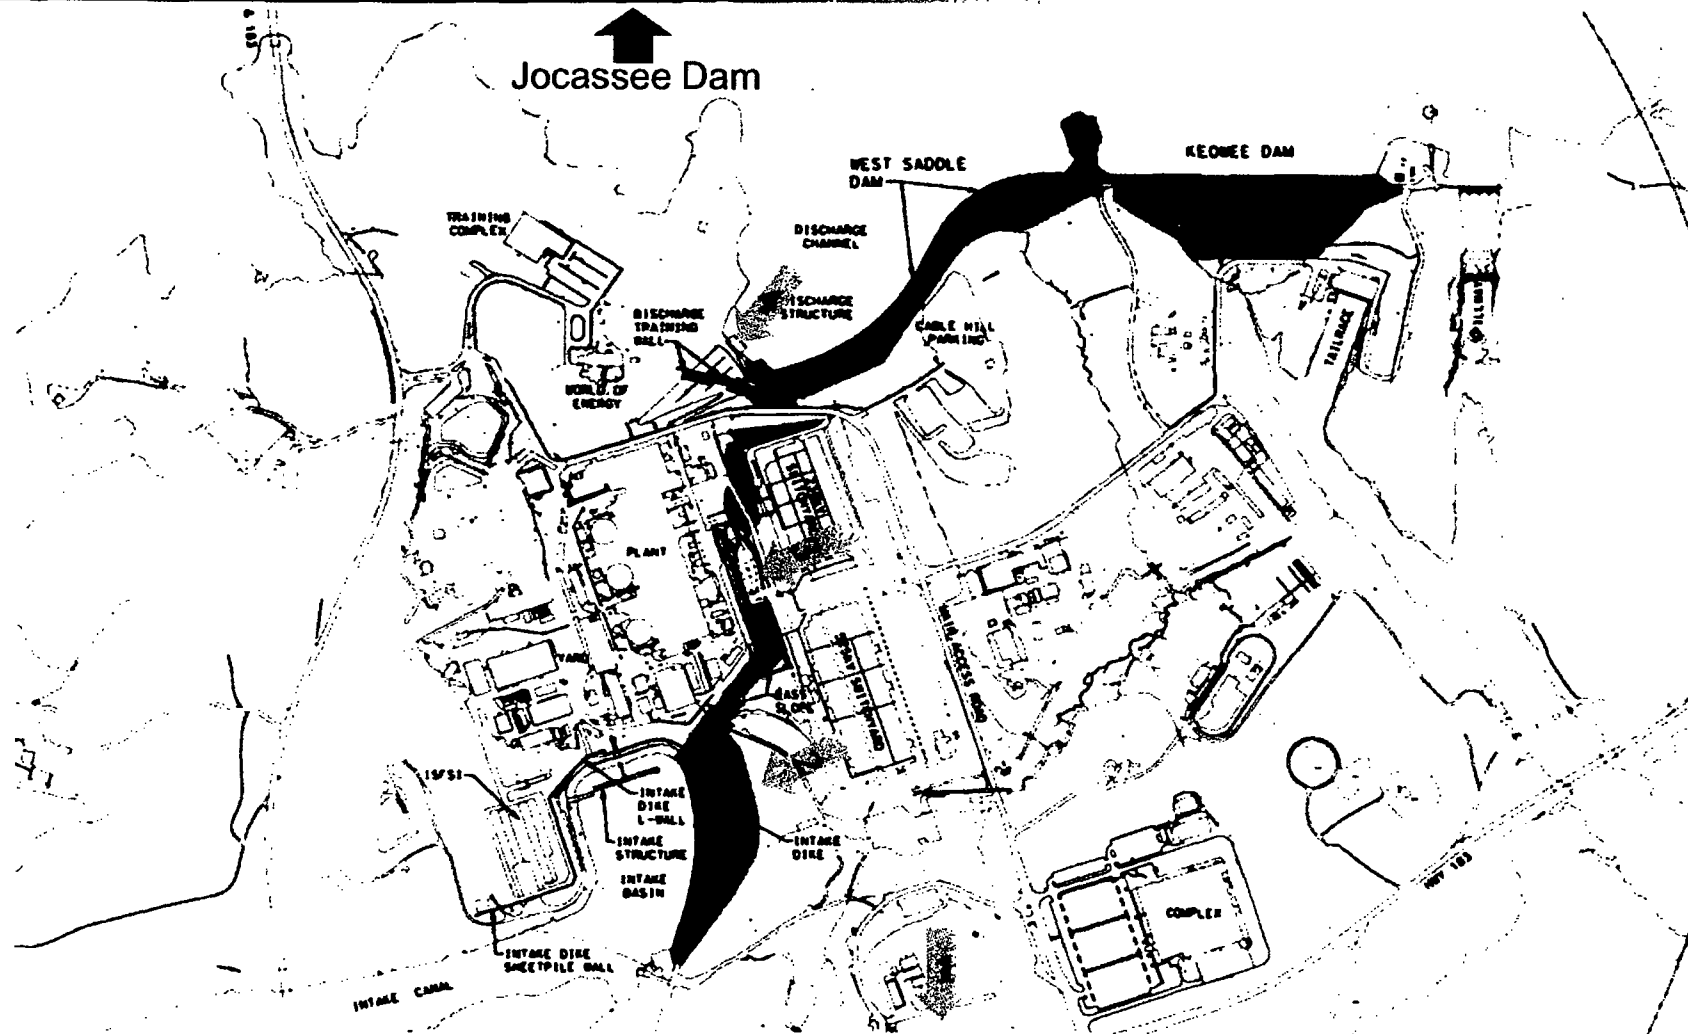 & 183
Jocassee Dam
WEST SADDLE
DAM
KEOWEE DAM
TRAINING
COMPLEX
DISCHARGE
CHANNEL
DISCHARGE
STRUCTURE
DISCHARGE
TRAINING
WALL
CABLE HILL
PARKING
TAILRACE
WORLD OF
ENERGY
PLANT
YARD
MAIN ACCESS ROAD
SLOPE
ISFSI
INTAKE
DIKE
L-WALL
INTAKE
STRUCTURE
INTAKE
DIKE
INTAKE
BASIN
HWY 183
COMPLEX
INTAKE DIKE
SHEETPILE WALL
INTAKE CANAL